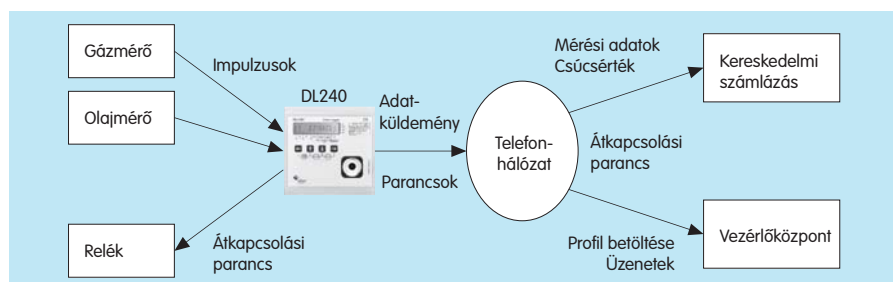 Gázmérő
Impulzusok
Olajmérő
DL240
Adat-
küldemény
Parancsok
Relék
Átkapcsolási
parancs
Telefon-
hálózat
Mérési adatok
Csúcsérték
Kereskedelmi
számlázás
Átkapcsolási
parancs
Profil betöltése
Üzenetek
Vezérlőközpont